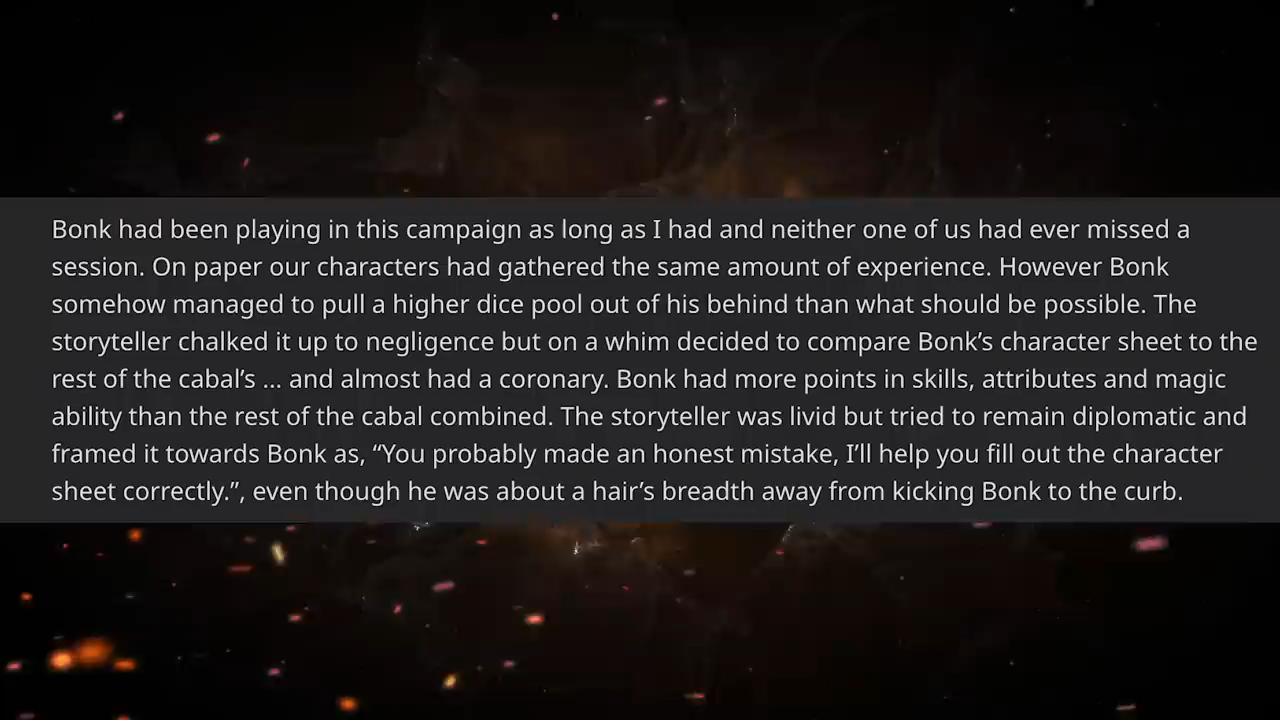 Bonk had been playing in this campaign as long as I had and neither one of us had ever missed a
session. On paper our characters had gathered the same amount of experience. However Bonk
somehow managed to pull a higher dice pool out of his behind than what should be possible. The
storyteller chalked it up to negligence but on a whim decided to compare Bonk’s character sheet to the
rest of the cabal’s ... and almost had a coronary. Bonk had more points in skills, attributes and magic
ability than the rest of the cabal combined. The storyteller was livid but tried to remain diplomatic and
framed it towards Bonk as, “You probably made an honest mistake, I’ll help you fill out the character
sheet correctly.”, even though he was about a hair’s breadth away from kicking Bonk to the curb.